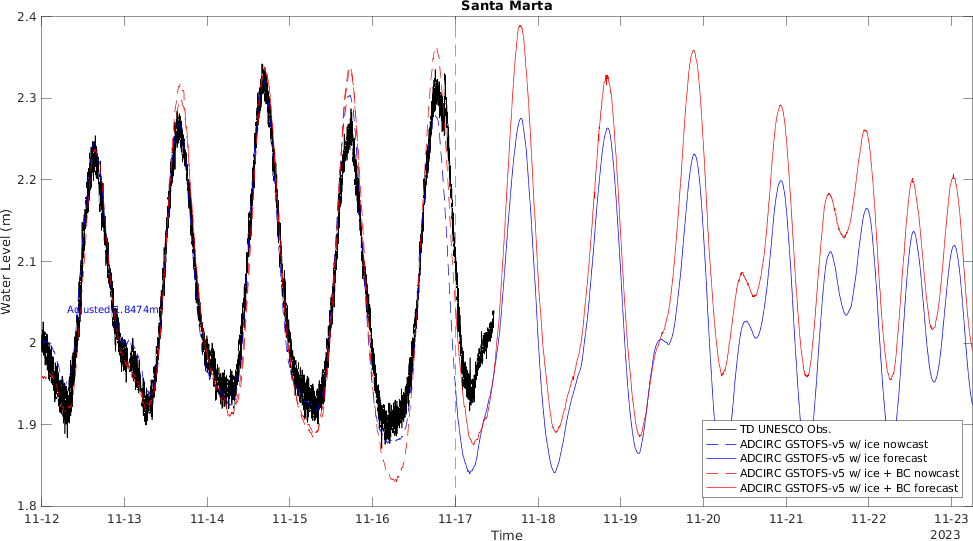 Santa Marta
2.4
2.3
2.2
2.1
2
1.9
1.8
Water Level (m)
Adjusted 1.8474m
TD UNESCO Obs.
ADCIRC GSTOFS-v5 w/ ice nowcast
ADCIRC GSTOFS-v5 w/ ice forecast
ADCIRC GSTOFS-v5 w/ ice + BC nowcast
ADCIRC GSTOFS-v5 w/ ice + BC forecast
11-12 11-13 11-14 11-15 11-16 11-17 11-18 11-19 11-20 11-21 11-22 11-23
Time
2023